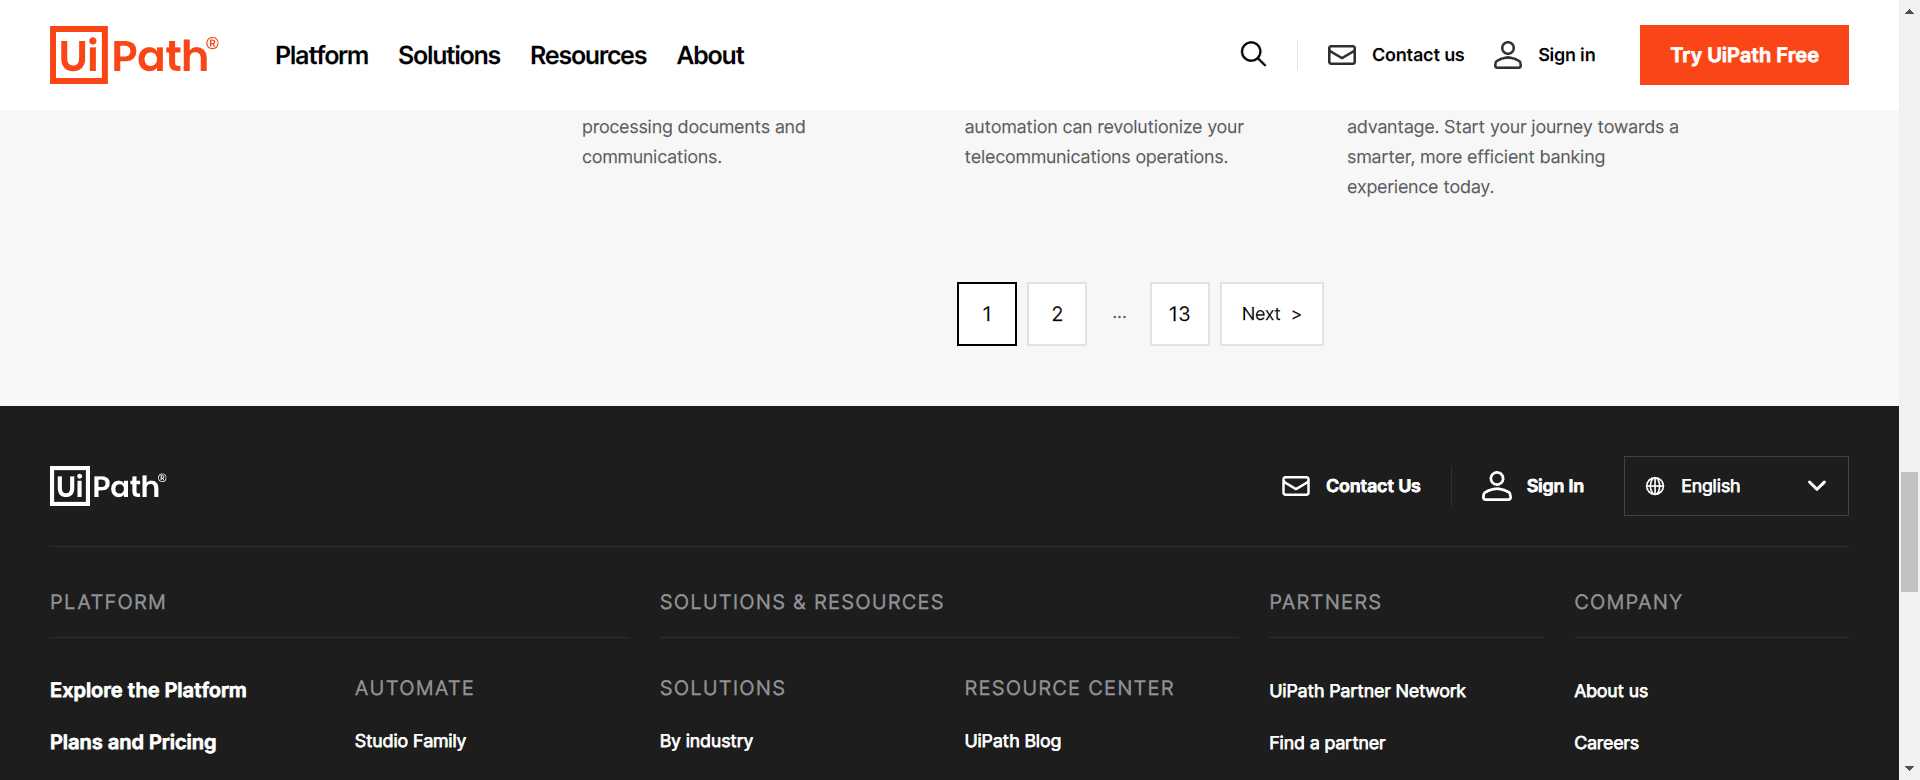 UiPath®
Platform
Solutions
Resources
About
Contact us
Sign in
Try UiPath Free
processing documents and
communications.
automation can revolutionize your
telecommunications operations.
advantage. Start your journey towards a
smarter, more efficient banking
experience today.
1
2
...
13
Next >
UiPath®
Contact Us
Sign In
English
PLATFORM
SOLUTIONS & RESOURCES
PARTNERS
COMPANY
Explore the Platform
Plans and Pricing
AUTOMATE
Studio Family
SOLUTIONS
By industry
RESOURCE CENTER
UiPath Blog
UiPath Partner Network
Find a partner
About us
Careers